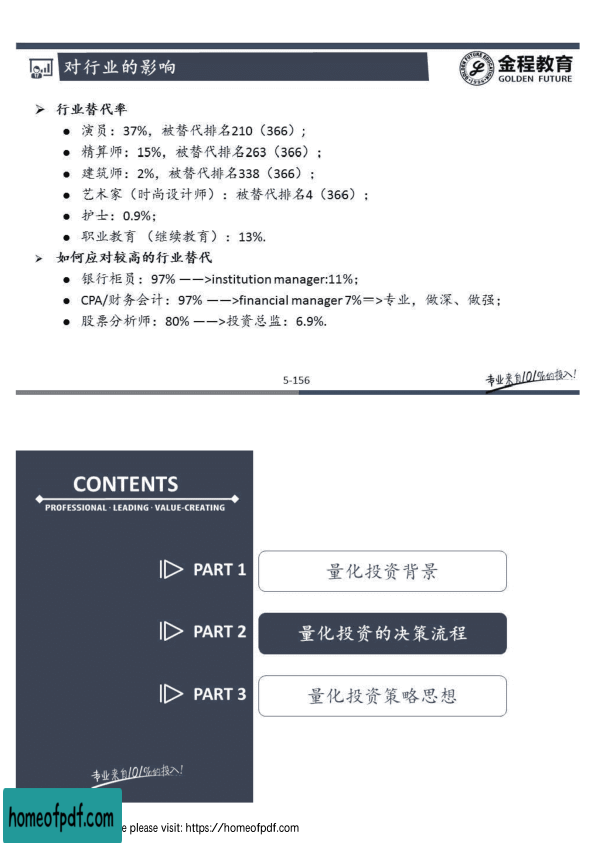 对行业的影响
金程教育
GOLDEN FUTURE
➢ 行业替代率
● 演员：37%，被替代排名210（366）;
● 精算师：15%，被替代排名263（366）;
● 建筑师：2%，被替代排名338（366）;
● 艺术家（时尚设计师）：被替代排名4（366）;
● 护士：0.9%;
● 职业教育 （继续教育）：13%.
➢ 如何应对较高的行业替代
● 银行柜员：97% ——>institution manager:11%;
● CPA/财务会计：97% ——>financial manager 7%=>专业，做深、做强;
● 股票分析师：80% ——>投资总监：6.9%.
5-156
专业来自101%的投入!
CONTENTS
PROFESSIONAL·LEADING·VALUE-CREATING
PART 1
量化投资背景
PART 2
量化投资的决策流程
PART 3
量化投资策略思想
专业来自101%的投入!
homeofpdf.com
please visit: https://homeofpdf.com